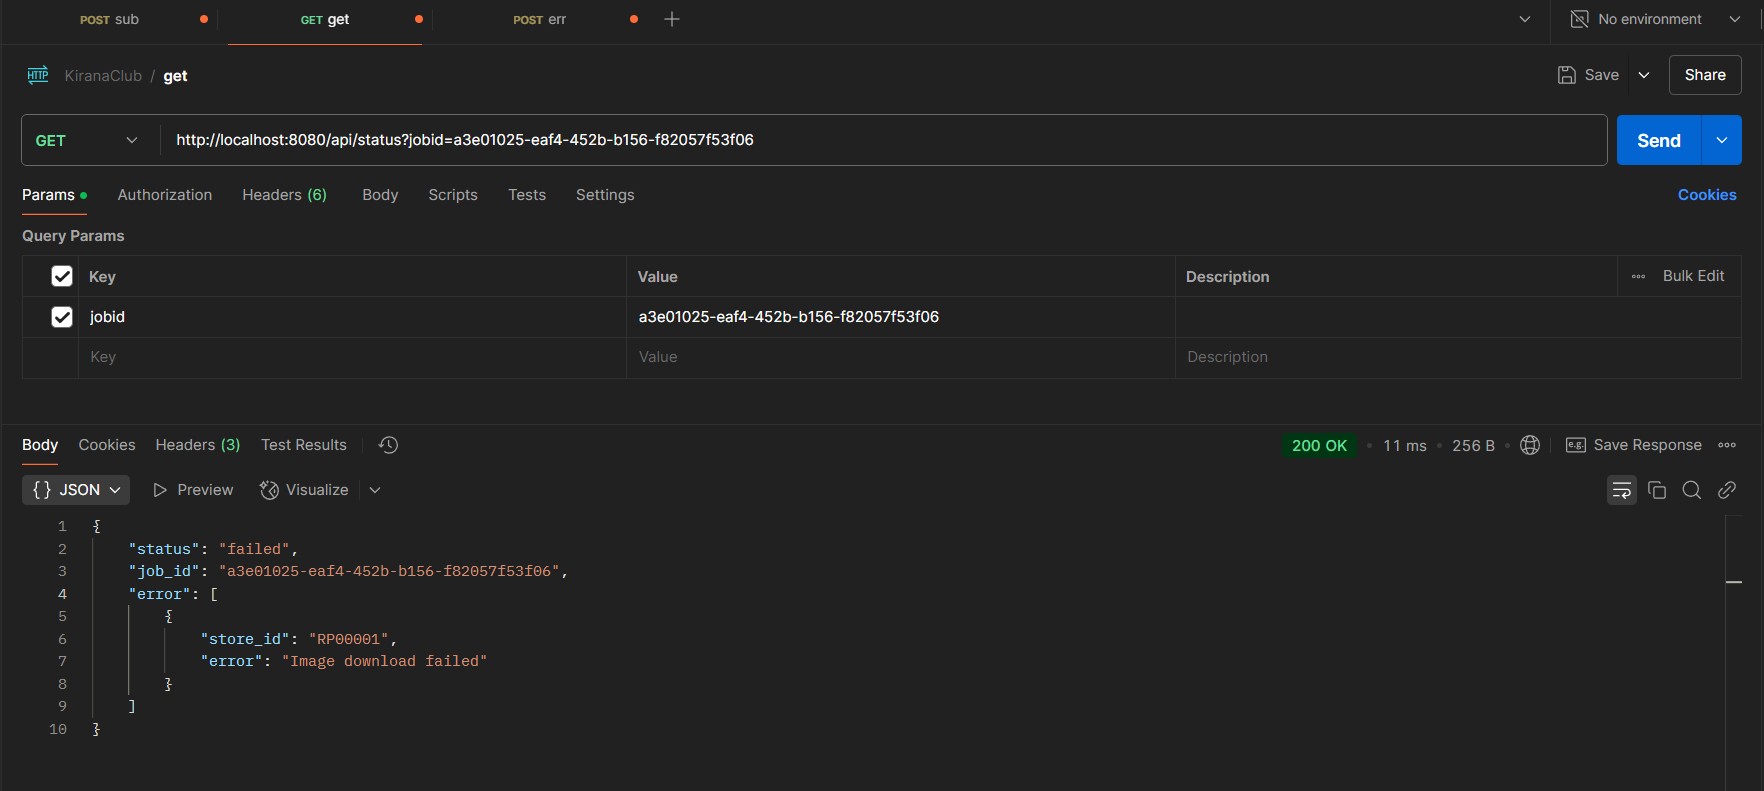 POST sub
GET get
POST err
No environment
HTTP KiranaClub / get
Save
Share
GET http://localhost:8080/api/status?jobid=a3e01025-eaf4-452b-b156-f82057f53f06
Send
Params Authorization Headers (6) Body Scripts Tests Settings Cookies
Query Params
Key Value Description Bulk Edit
jobid a3e01025-eaf4-452b-b156-f82057f53f06
Key Value Description
Body Cookies Headers (3) Test Results 200 OK 11 ms 256 B e.g. Save Response
{} JSON Preview Visualize
1 {
2 "status": "failed",
3 "job_id": "a3e01025-eaf4-452b-b156-f82057f53f06",
4 "error": [
5 {
6 "store_id": "RP00001",
7 "error": "Image download failed"
8 }
9 ]
10 }